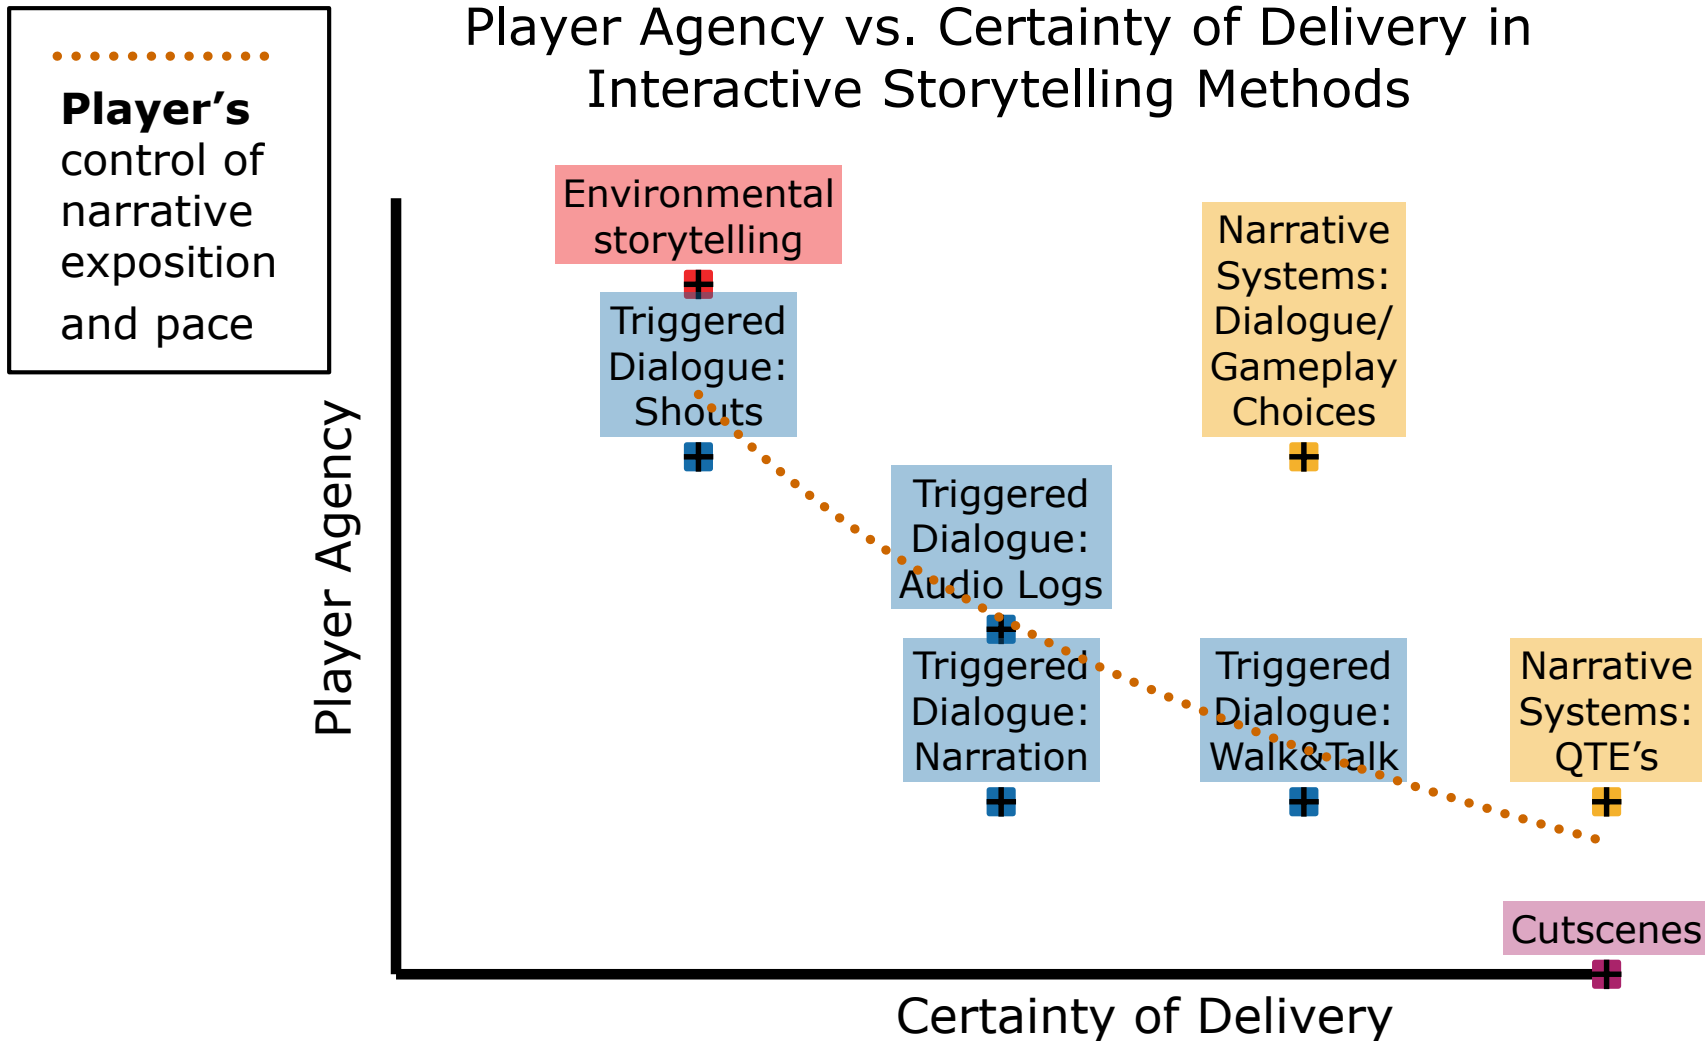 Player Agency vs. Certainty of Delivery in
Interactive Storytelling Methods
Player’s
control of
narrative
exposition
and pace
Environmental
storytelling
Triggered
Dialogue:
Shouts
Narrative
Systems:
Dialogue/
Gameplay
Choices
Triggered
Dialogue:
Audio Logs
Triggered
Dialogue:
Narration
Triggered
Dialogue:
Walk&Talk
Narrative
Systems:
QTE’s
Cutscenes
Player Agency
Certainty of Delivery